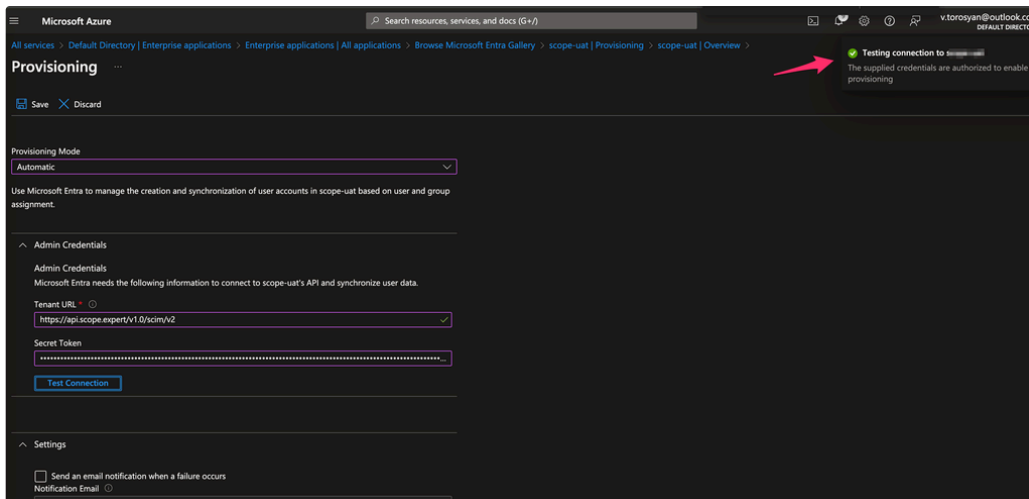 Microsoft Azure
Search resources, services, and docs (G+/)
v.torosyan@outlook.co
DEFAULT DIRECTO
All services > Default Directory | Enterprise applications > Enterprise applications | All applications > Browse Microsoft Entra Gallery > scope-uat | Provisioning > scope-uat | Overview >
Provisioning ...
Testing connection to
The supplied credentials are authorized to enable
provisioning
Save Discard
Provisioning Mode
Automatic
Use Microsoft Entra to manage the creation and synchronization of user accounts in scope-uat based on user and group
assignment.
Admin Credentials
Admin Credentials
Microsoft Entra needs the following information to connect to scope-uat's API and synchronize user data.
Tenant URL *
https://api.scope.expert/v1.0/scim/v2
Secret Token
Test Connection
Settings
Send an email notification when a failure occurs
Notification Email